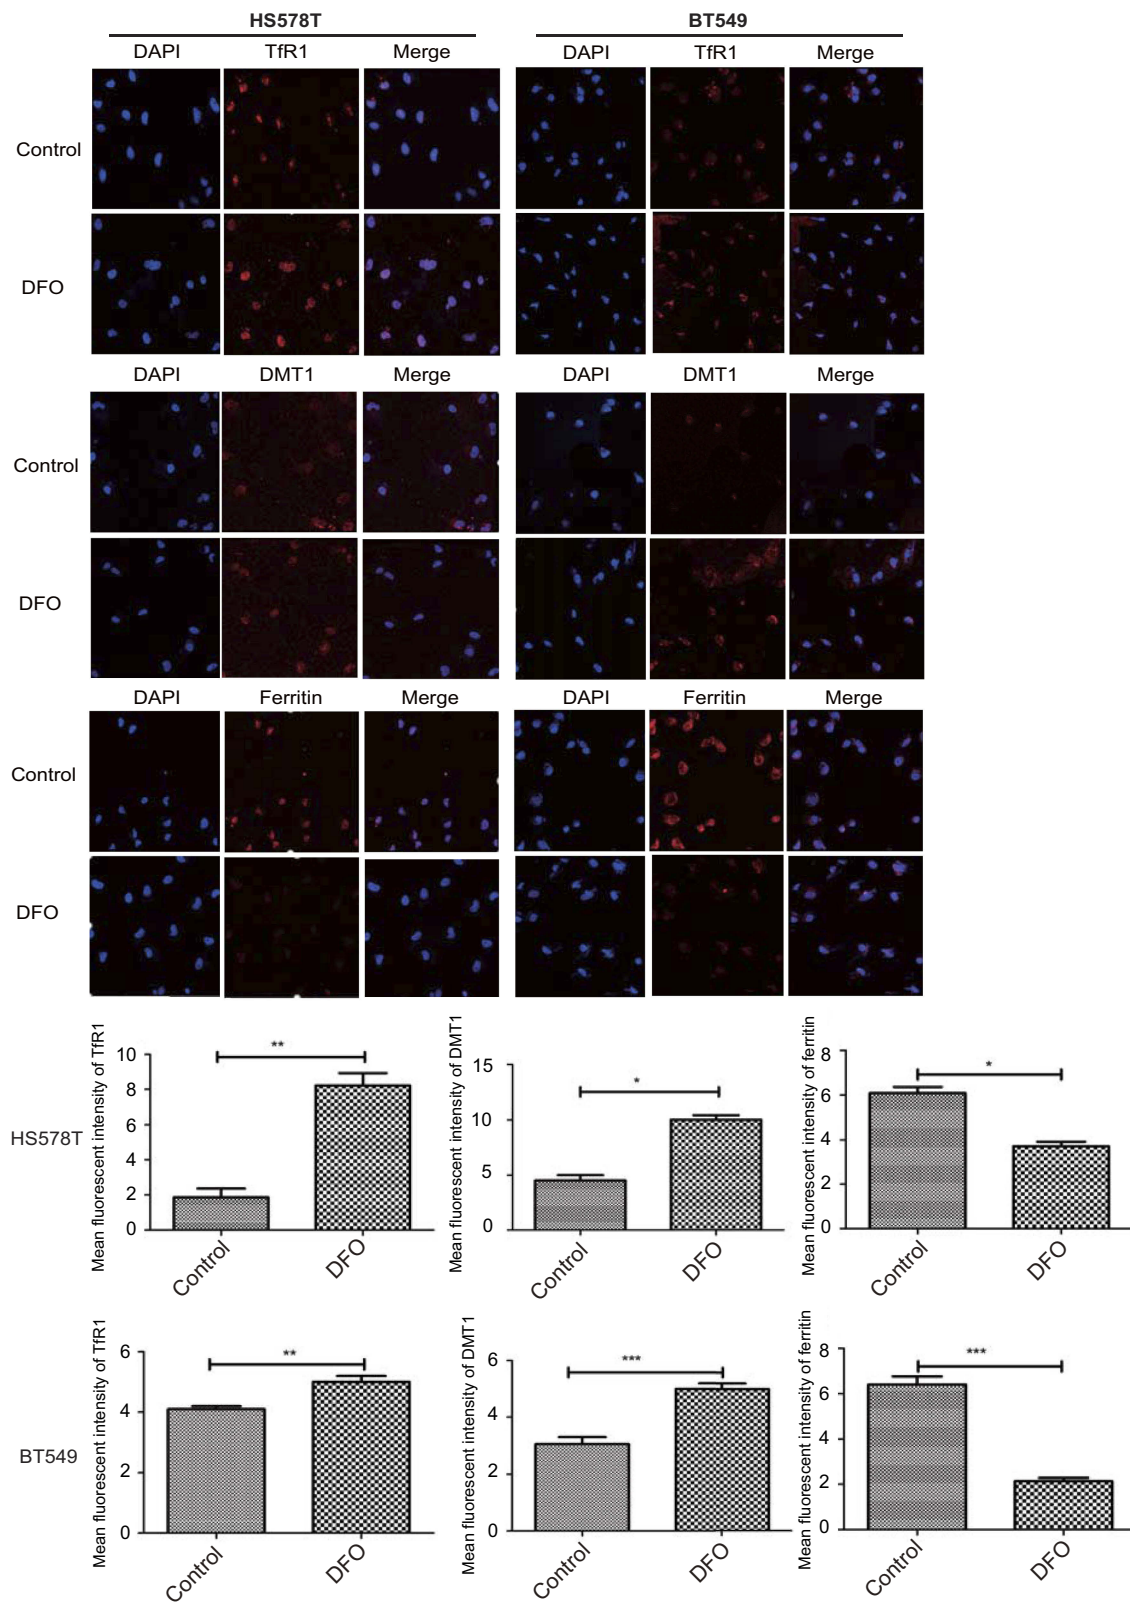 HS578T BT549
DAPI TfR1 Merge DAPI TfR1 Merge
Control
DFO
DAPI DMT1 Merge DAPI DMT1 Merge
Control
DFO
DAPI Ferritin Merge DAPI Ferritin Merge
Control
DFO
HS578T
Mean fluorescent intensity of TfR1
10
8
6
4
2
0
**
Control DFO
Mean fluorescent intensity of DMT1
15
10
5
0
*
Control DFO
Mean fluorescent intensity of ferritin
8
6
4
2
0
*
Control DFO
BT549
Mean fluorescent intensity of TfR1
6
4
2
0
**
Control DFO
Mean fluorescent intensity of DMT1
6
4
2
0
***
Control DFO
Mean fluorescent intensity of ferritin
8
6
4
2
0
***
Control DFO